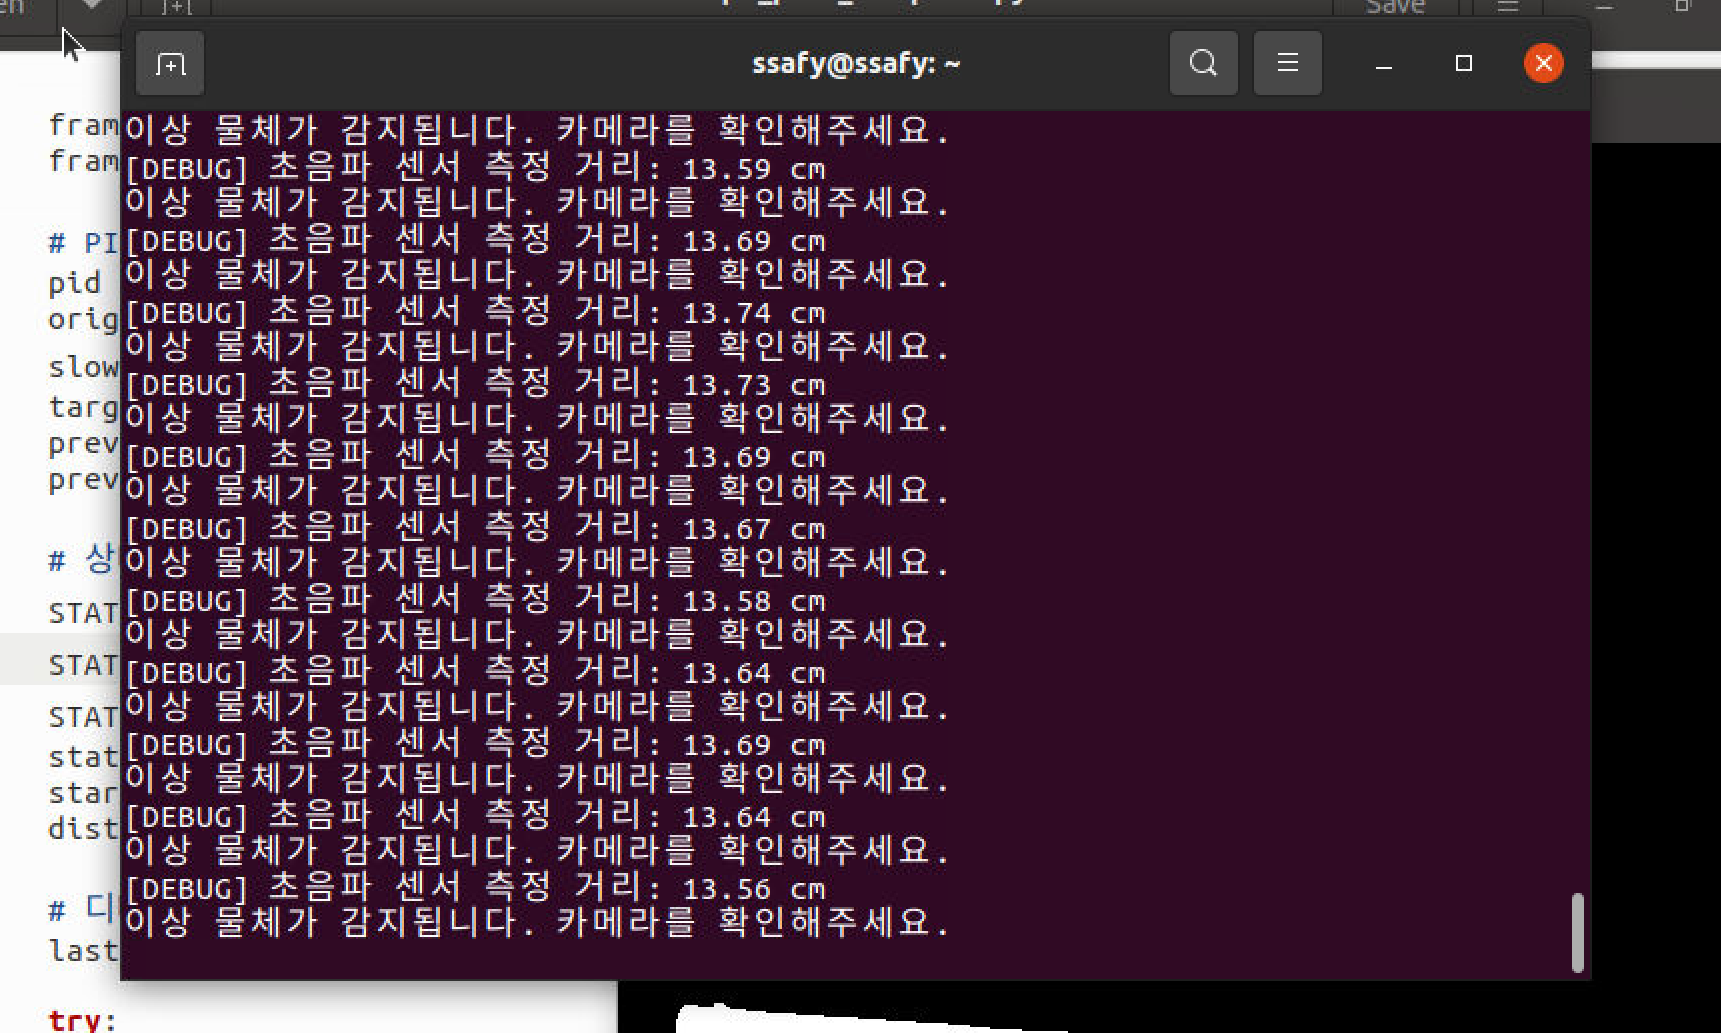 en
Save
ssafy@ssafy: ~
fram
fram
# PI
pid
orig
slow
targ
prev
prev
# 상
STAT
STAT
STAT
stat
star
dist
# 디
last
try:
이상 물체가 감지됩니다. 카메라를 확인해주세요.
[DEBUG] 초음파 센서 측정 거리: 13.59 cm
이상 물체가 감지됩니다. 카메라를 확인해주세요.
[DEBUG] 초음파 센서 측정 거리: 13.69 cm
이상 물체가 감지됩니다. 카메라를 확인해주세요.
[DEBUG] 초음파 센서 측정 거리: 13.74 cm
이상 물체가 감지됩니다. 카메라를 확인해주세요.
[DEBUG] 초음파 센서 측정 거리: 13.73 cm
이상 물체가 감지됩니다. 카메라를 확인해주세요.
[DEBUG] 초음파 센서 측정 거리: 13.69 cm
이상 물체가 감지됩니다. 카메라를 확인해주세요.
[DEBUG] 초음파 센서 측정 거리: 13.67 cm
이상 물체가 감지됩니다. 카메라를 확인해주세요.
[DEBUG] 초음파 센서 측정 거리: 13.58 cm
이상 물체가 감지됩니다. 카메라를 확인해주세요.
[DEBUG] 초음파 센서 측정 거리: 13.64 cm
이상 물체가 감지됩니다. 카메라를 확인해주세요.
[DEBUG] 초음파 센서 측정 거리: 13.69 cm
이상 물체가 감지됩니다. 카메라를 확인해주세요.
[DEBUG] 초음파 센서 측정 거리: 13.64 cm
이상 물체가 감지됩니다. 카메라를 확인해주세요.
[DEBUG] 초음파 센서 측정 거리: 13.56 cm
이상 물체가 감지됩니다. 카메라를 확인해주세요.